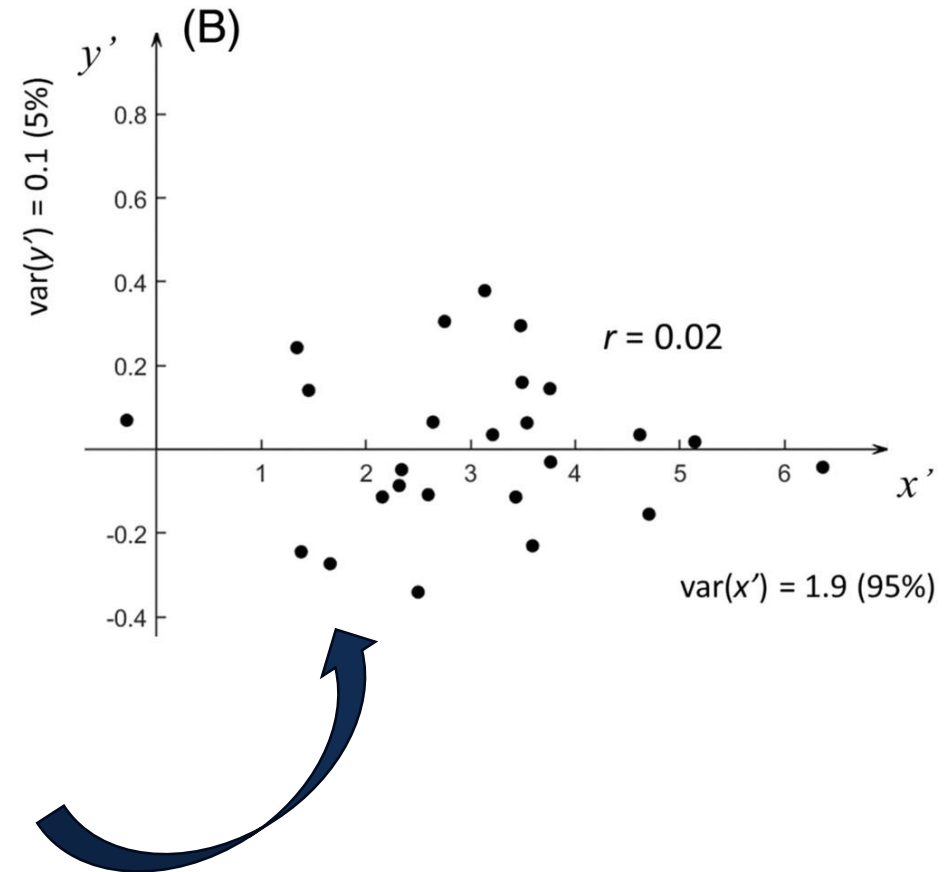 (B)
y’
var(y’) = 0.1 (5%)
0.8
0.6
0.4
r = 0.02
0.2
1 2 3 4 5 6
x’
-0.2
var(x’) = 1.9 (95%)
-0.4